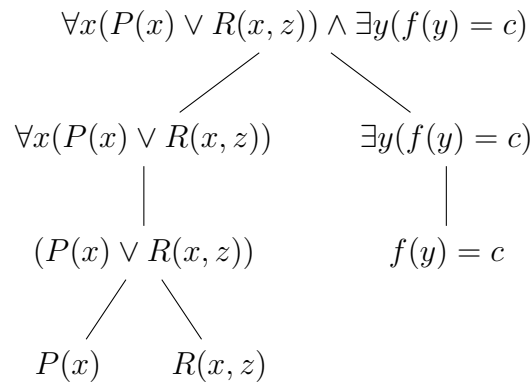 ∀x(P(x) ∨ R(x, z)) ∧ ∃y(f(y) = c)
∀x(P(x) ∨ R(x, z)) ∃y(f(y) = c)
(P(x) ∨ R(x, z)) f(y) = c
P(x) R(x, z)